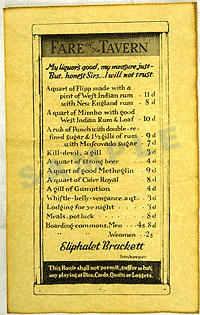 FARE OF YE TAVERN
My liquor's good, my measure just-
But, honest Sirs...I will not trust.
A quart of Flipp made with a
pint of West Indian rum - 11 d
with New England rum - 8 d
A quart of Mimbo with good
West Indian Rum & Loaf - 10 d
A rub of Punch with double-re-
fined sugar & 1½ gills of rum - 9 d
with Muscovado sugar - 7 d
Kill-devil, a gill 3 d
A quart of strong beer 4 d
A quart of good Metheglin 9 d
A quart of Cider Royal 8 d
A gill of Gumption 4 d
Whistle-belly-vengeance, a qt. 3 d
Lodging for ye night 3 d
Meals, pot luck 8 d
Boarding commons, Men - 4s 8d
Weomen - 2s
Eliphalet Brackett
Innkeeper
This House shall not permit, suffer or have
any playing at Dice, Cards, Quoits or Loggets.